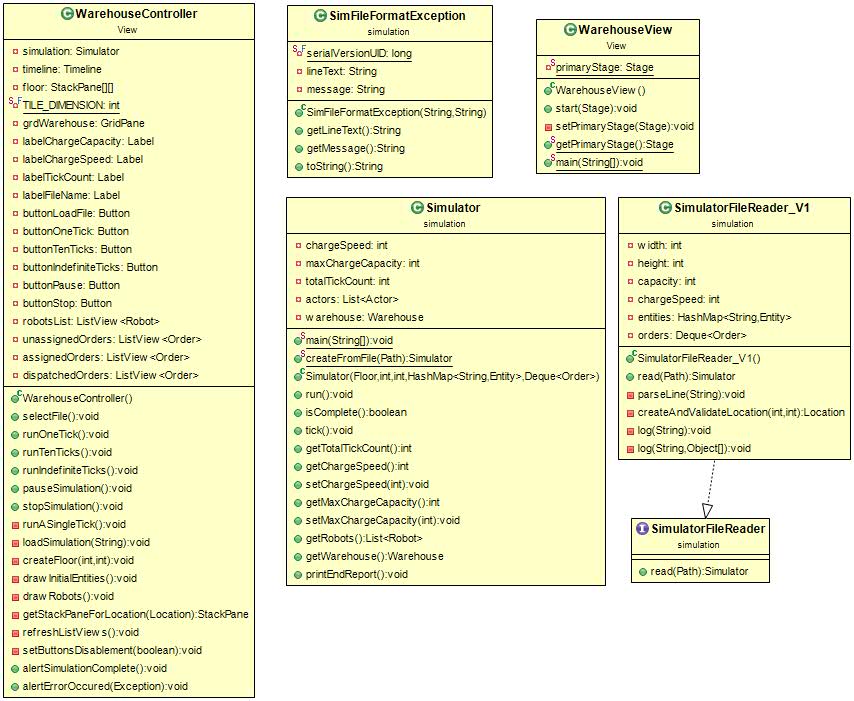 WarehouseController
View
simulation: Simulator
timeline: Timeline
floor: StackPane[][]
TILE_DIMENSION: int
grdWarehouse: GridPane
labelChargeCapacity: Label
labelChargeSpeed: Label
labelTickCount: Label
labelFileName: Label
buttonLoadFile: Button
buttonOneTick: Button
buttonTenTicks: Button
buttonIndefiniteTicks: Button
buttonPause: Button
buttonStop: Button
robotsList: ListView<Robot>
unassignedOrders: ListView<Order>
assignedOrders: ListView<Order>
dispatchedOrders: ListView<Order>
WarehouseController()
selectFile():void
runOneTick():void
runTenTicks():void
runIndefiniteTicks():void
pauseSimulation():void
stopSimulation():void
runASingleTick():void
loadSimulation(String):void
createFloor(int,int):void
drawInitialEntities():void
drawRobots():void
getStackPaneForLocation(Location):StackPane
refreshListViews():void
setButtonsDisablement(boolean):void
alertSimulationComplete():void
alertErrorOccured(Exception):void
SimFileFormatException
simulation
serialVersionUID: long
lineText: String
message: String
SimFileFormatException(String,String)
getLineText():String
getMessage():String
toString():String
WarehouseView
View
primaryStage: Stage
WarehouseView()
start(Stage):void
setPrimaryStage(Stage):void
getPrimaryStage():Stage
main(String[]):void
Simulator
simulation
chargeSpeed: int
maxChargeCapacity: int
totalTickCount: int
actors: List<Actor>
warehouse: Warehouse
main(String[]):void
createFromFile(Path):Simulator
Simulator(Floor,int,int,HashMap<String,Entity>,Deque<Order>)
run():void
isComplete():boolean
tick():void
getTotalTickCount():int
getChargeSpeed():int
setChargeSpeed(int):void
getMaxChargeCapacity():int
setMaxChargeCapacity(int):void
getRobots():List<Robot>
getWarehouse():Warehouse
printEndReport():void
SimulatorFileReader_V1
simulation
width: int
height: int
capacity: int
chargeSpeed: int
entities: HashMap<String,Entity>
orders: Deque<Order>
SimulatorFileReader_V1()
read(Path):Simulator
parseLine(String):void
createAndValidateLocation(int,int):Location
log(String):void
log(String,Object[]):void
SimulatorFileReader
simulation
read(Path):Simulator